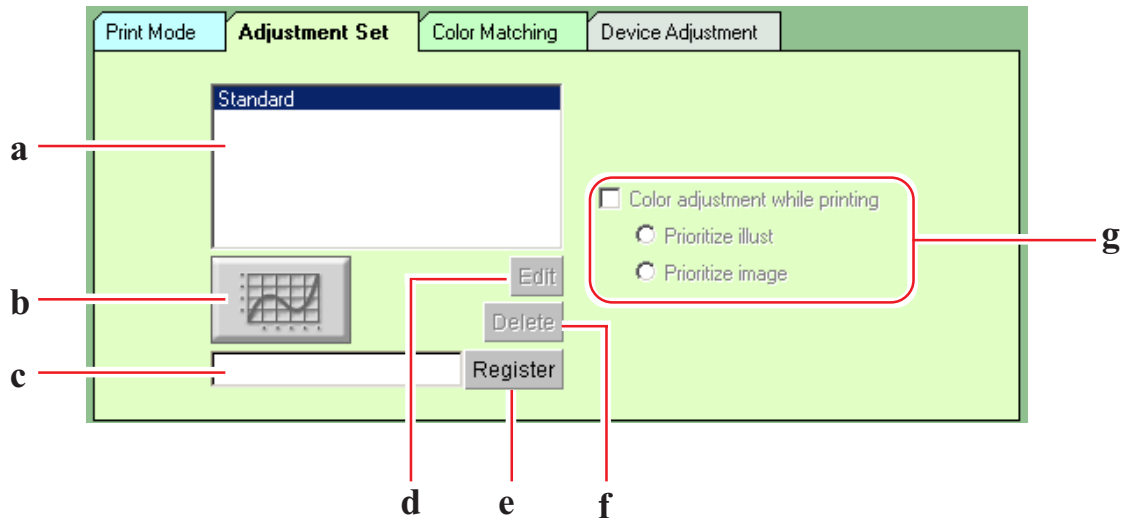 Print Mode Adjustment Set Color Matching Device Adjustment
Standard
a
Color adjustment while printing
Prioritize illust
g
Prioritize image
Edit
b
Delete
c
Register
d e f